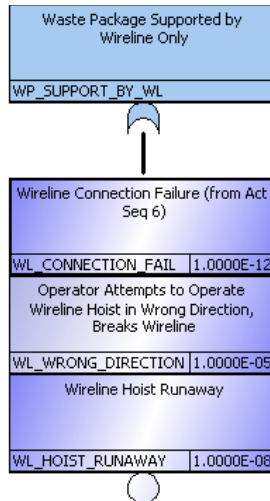 Waste Package Supported by
Wireline Only
WP_SUPPORT_BY_WL
Wireline Connection Failure (from Act
Seq 6)
WL_CONNECTION_FAIL 1.0000E-12
Operator Attempts to Operate
Wireline Hoist in Wrong Direction,
Breaks Wireline
WL_WRONG_DIRECTION 1.0000E-05
Wireline Hoist Runaway
WL_HOIST_RUNAWAY 1.0000E-08